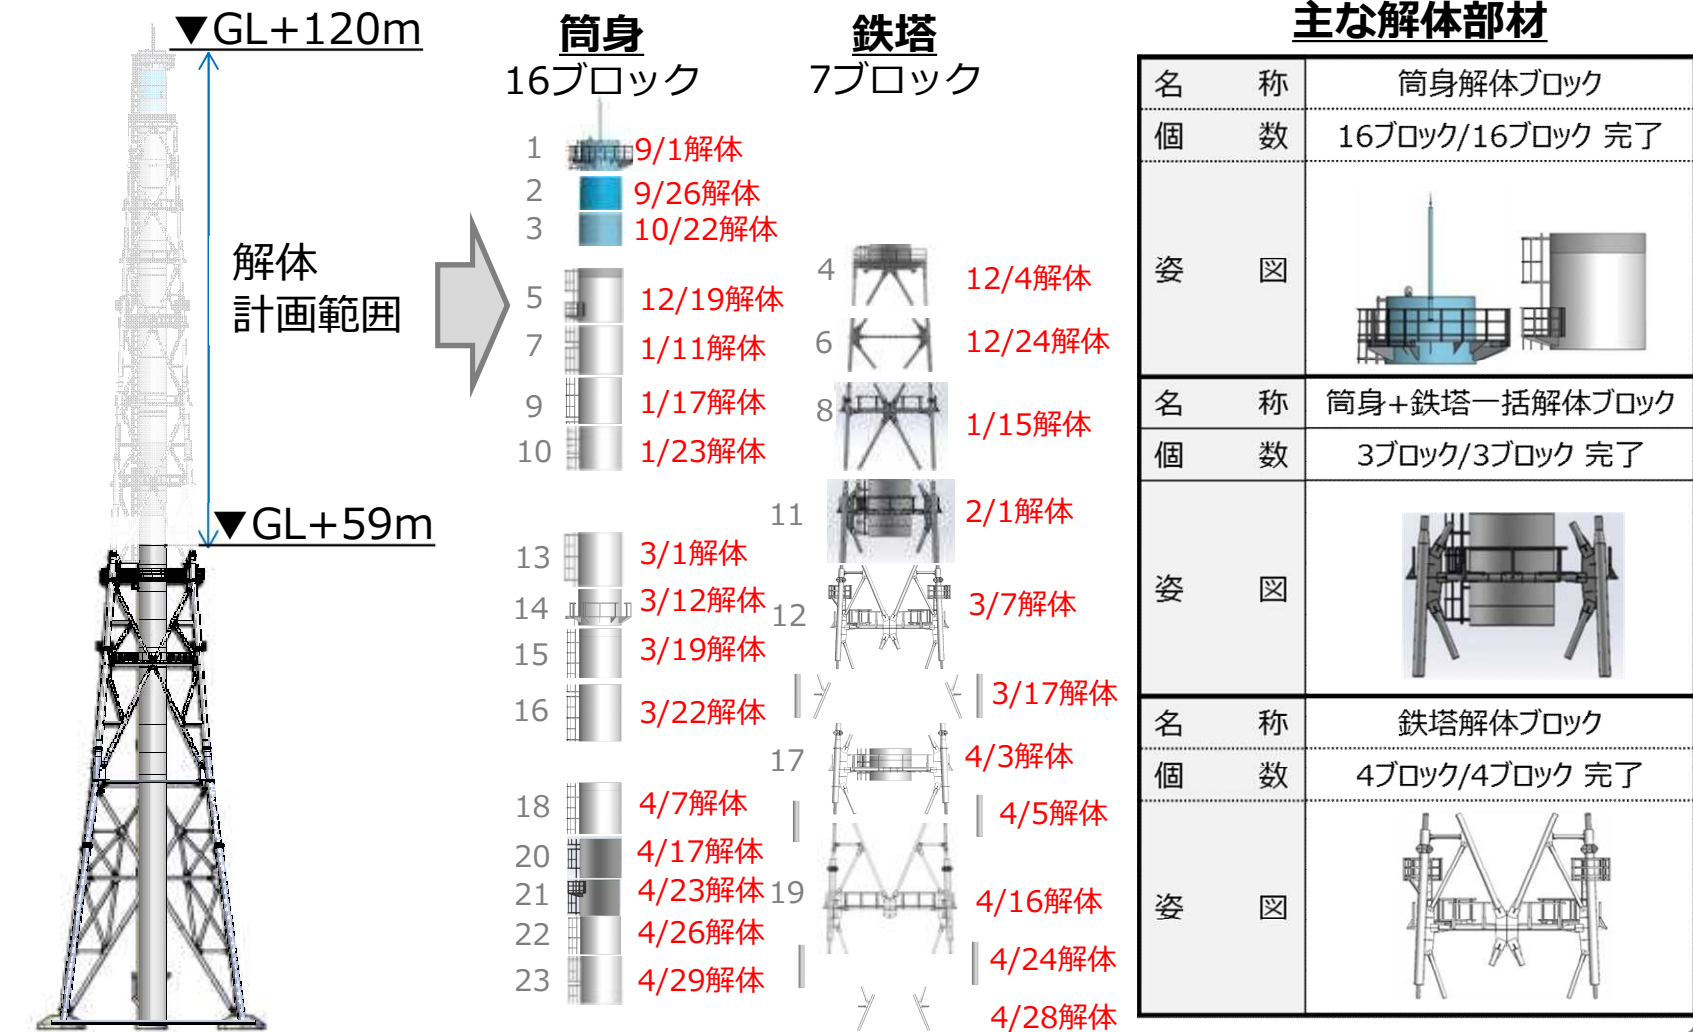 ▼GL+120m
解体
計画範囲
▼GL+59m
筒身
16ブロック
1 9/1解体
2 9/26解体
3 10/22解体
5 12/19解体
7 1/11解体
9 1/17解体
10 1/23解体
13 3/1解体
14 3/12解体
15 3/19解体
16 3/22解体
18 4/7解体
20 4/17解体
21 4/23解体
22 4/26解体
23 4/29解体
鉄塔
7ブロック
4 12/4解体
6 12/24解体
8 1/15解体
11 2/1解体
12 3/7解体
3/17解体
17 4/3解体
4/5解体
19 4/16解体
4/24解体
4/28解体
主な解体部材
名称 筒身解体ブロック
個数 16ブロック/16ブロック 完了
姿図
名称 筒身+鉄塔一括解体ブロック
個数 3ブロック/3ブロック 完了
姿図
名称 鉄塔解体ブロック
個数 4ブロック/4ブロック 完了
姿図